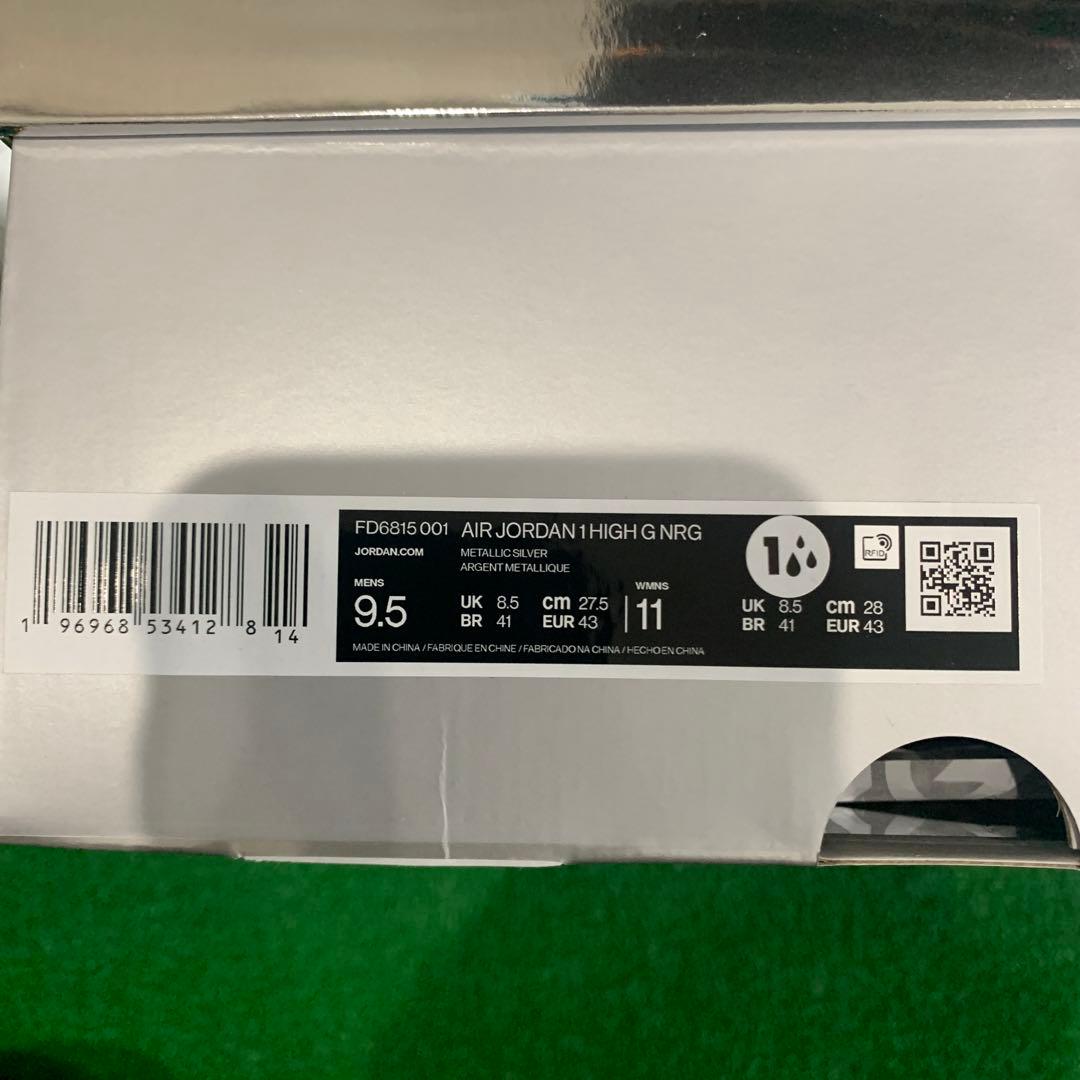 FD6815 001 AIR JORDAN 1 HIGH G NRG
JORDAN.COM METALLIC SILVER
ARGENT METALLIQUE
MENS
9.5
UK 8.5 cm 27.5
BR 41 EUR 43
WMNS
11
UK 8.5 cm 28
BR 41 EUR 43
MADE IN CHINA / FABRIQUE EN CHINE / FABRICADO NA CHINA / HECHO EN CHINA
1
RFID
1 96968 53412 8 14